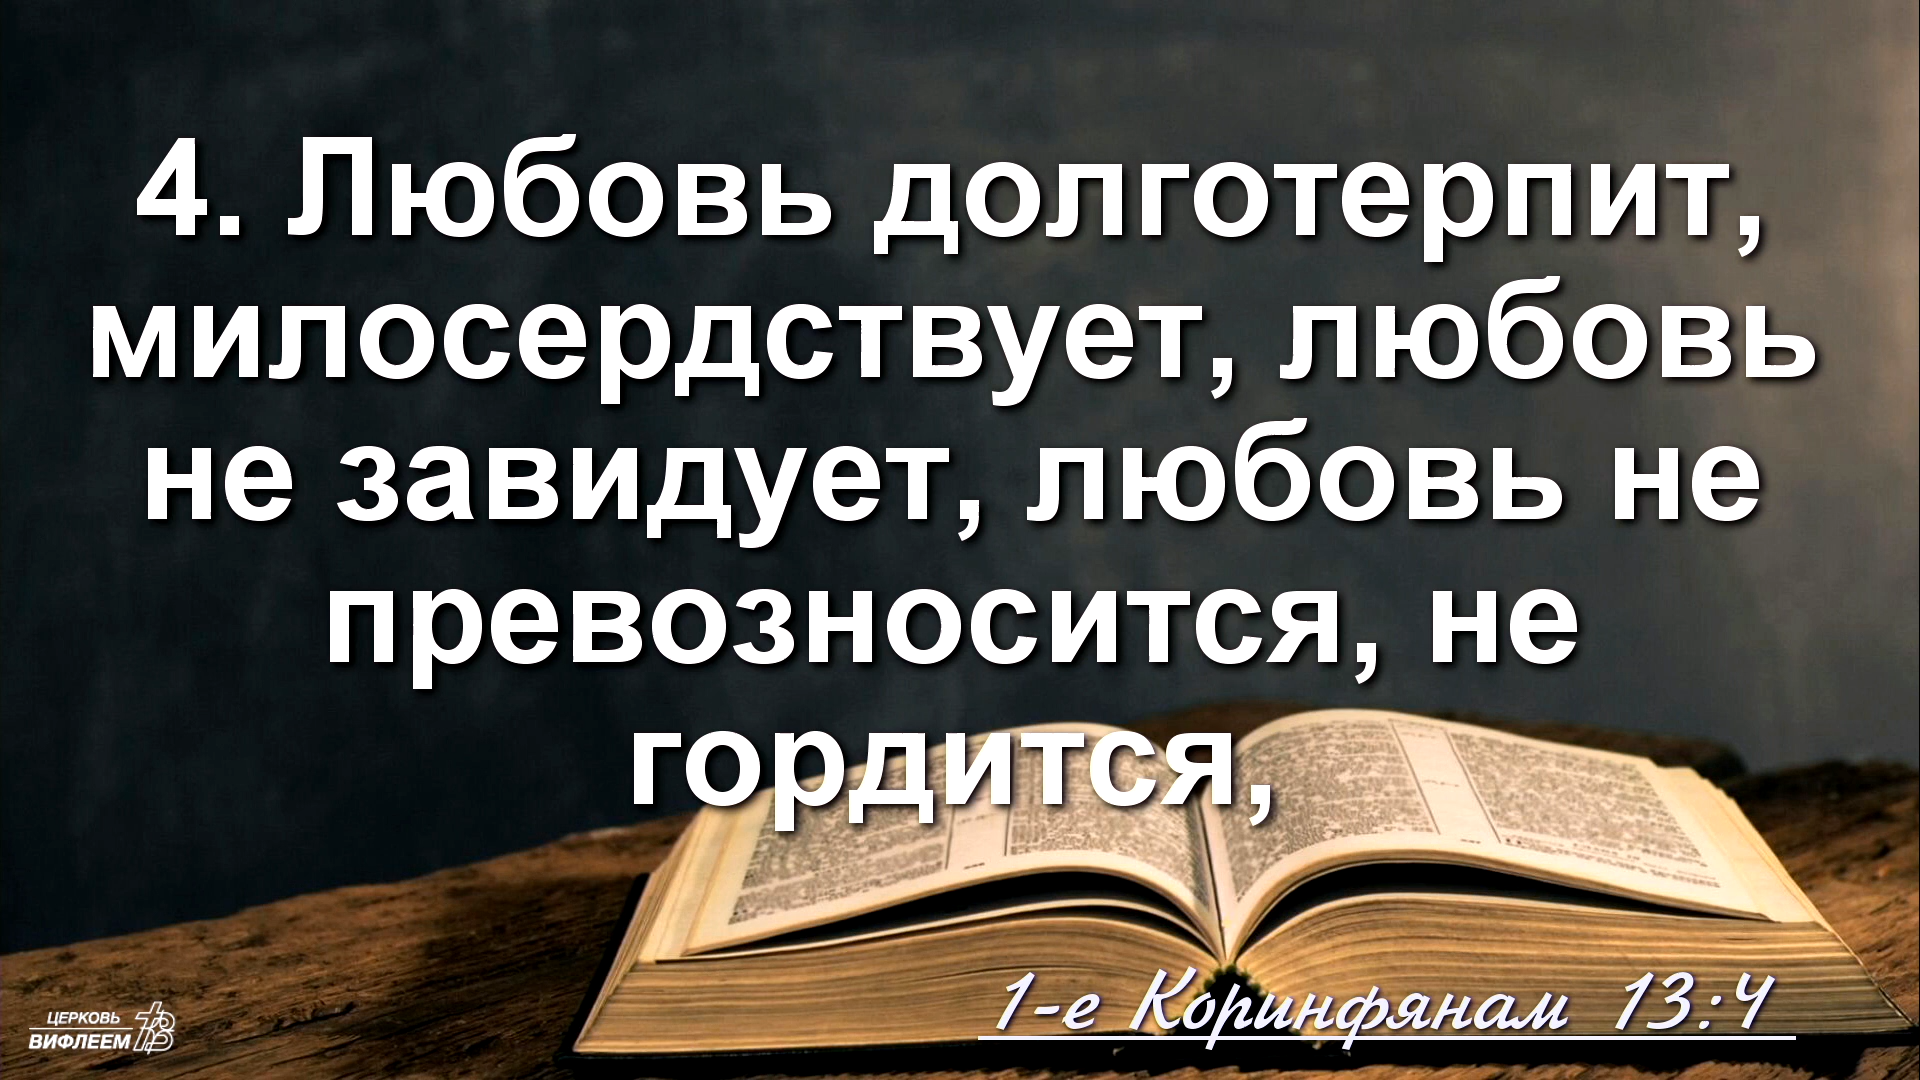 4. Любовь долготерпит,
милосердствует, любовь
не завидует, любовь не
превозносится, не
гордится,
1-е Коринфянам 13:4
ЦЕРКОВЬ
ВИФЛЕЕМ